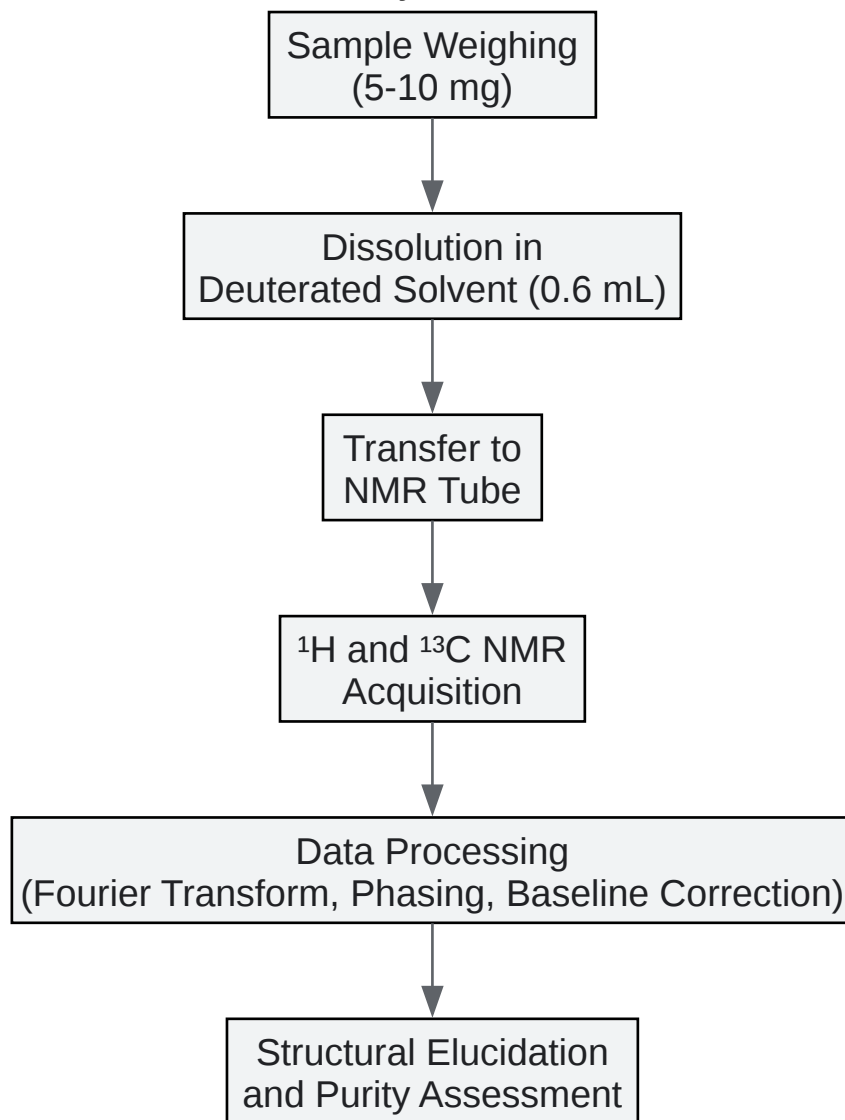 Sample Weighing
(5-10 mg)
Dissolution in
Deuterated Solvent (0.6 mL)
Transfer to
NMR Tube
¹H and ¹³C NMR
Acquisition
Data Processing
(Fourier Transform, Phasing, Baseline Correction)
Structural Elucidation
and Purity Assessment